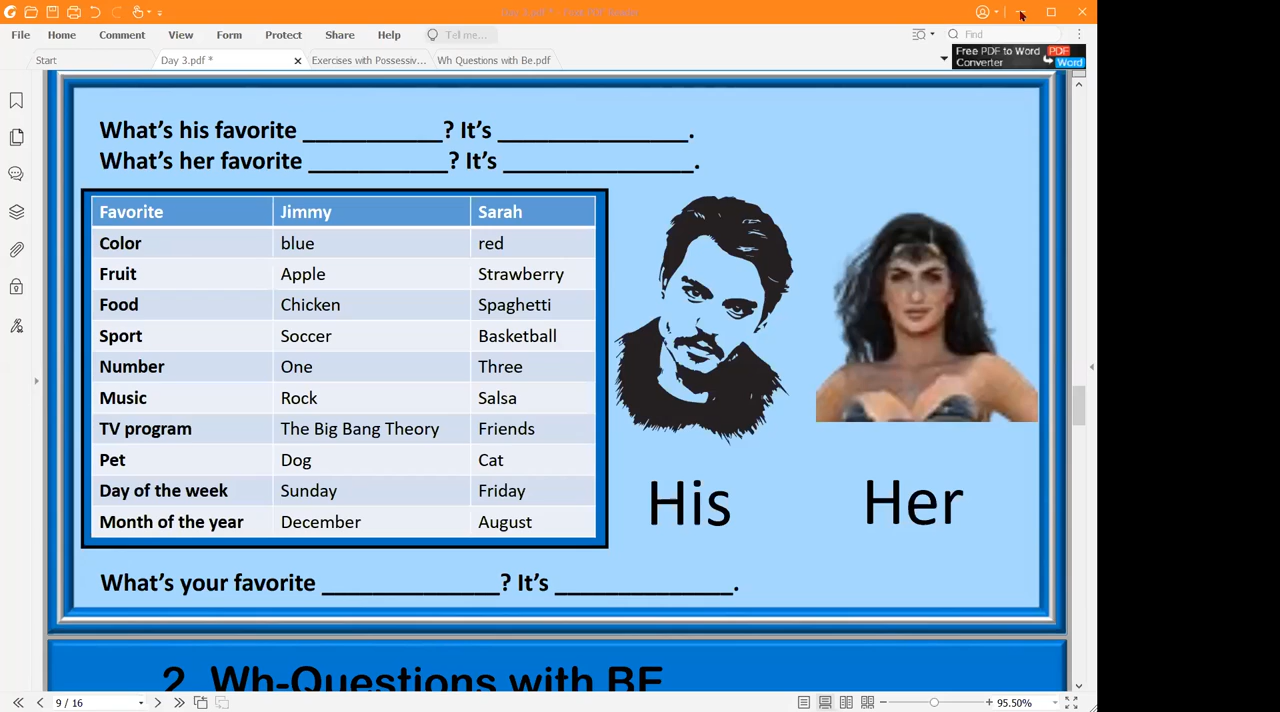 File Home Comment View Form Protect Share Help Tell me... Find
Free PDF to Word Converter PDF Word
Start Day 3.pdf * Exercises with Possessiv... Wh Questions with Be.pdf
What's his favorite ___________? It's _______________.
What's her favorite ___________? It's _______________.
Favorite Jimmy Sarah
Color blue red
Fruit Apple Strawberry
Food Chicken Spaghetti
Sport Soccer Basketball
Number One Three
Music Rock Salsa
TV program The Big Bang Theory Friends
Pet Dog Cat
Day of the week Sunday Friday
Month of the year December August
His Her
What's your favorite ______________? It's ______________.
2. Wh-Questions with BE
9 / 16 95.50%